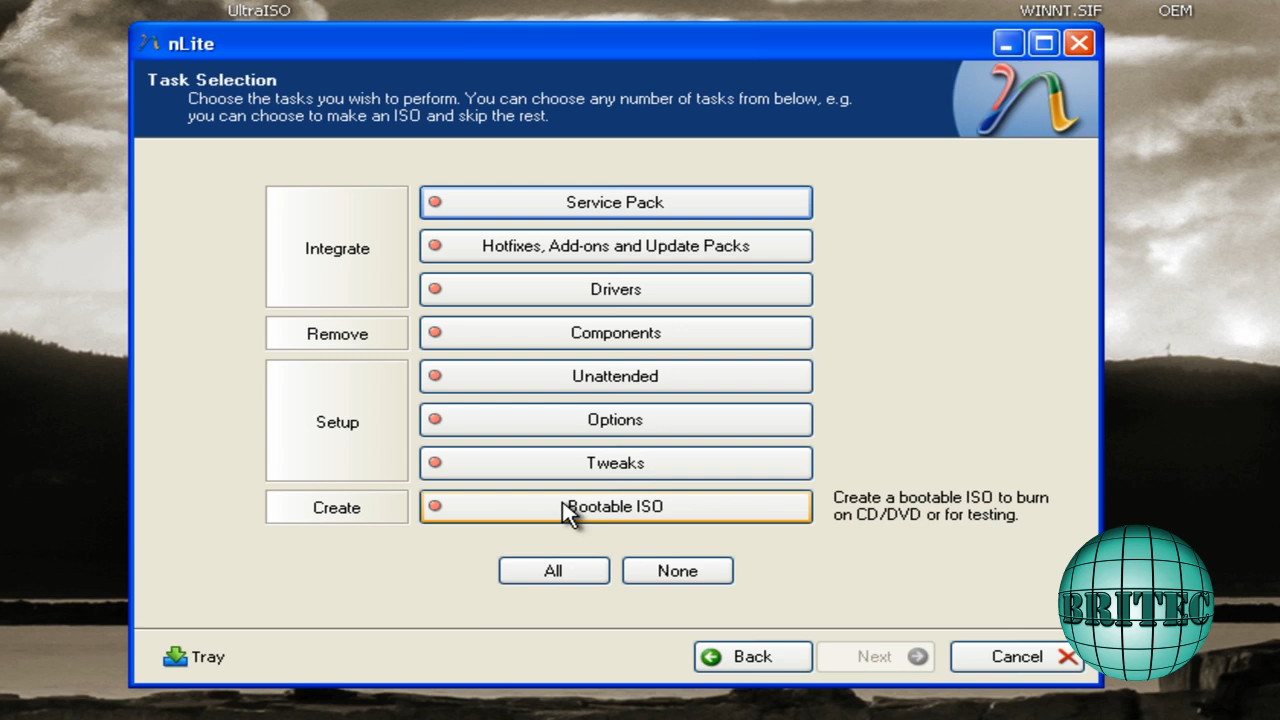 UltraISO
WINNT.SIF
OEM
nLite
Task Selection
Choose the tasks you wish to perform. You can choose any number of tasks from below, e.g.
you can choose to make an ISO and skip the rest.
Integrate
Service Pack
Hotfixes, Add-ons and Update Packs
Drivers
Remove
Components
Setup
Unattended
Options
Tweaks
Create
Bootable ISO
Create a bootable ISO to burn
on CD/DVD or for testing.
All
None
Tray
Back
Next
Cancel
BRITEC